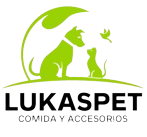 LUKASPET
COMIDA Y ACCESORIOS